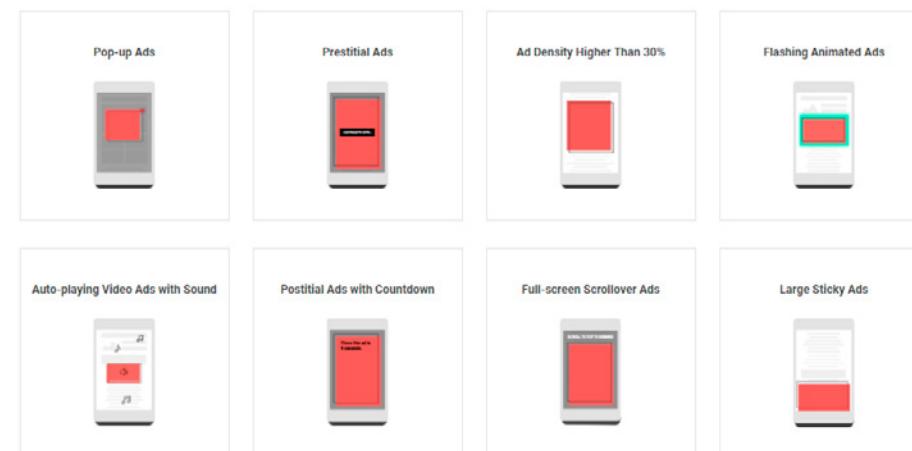 Pop-up Ads
Prestitial Ads
Ad Density Higher Than 30%
Flashing Animated Ads
Auto-playing Video Ads with Sound
Postitial Ads with Countdown
Full-screen Scrollover Ads
Large Sticky Ads